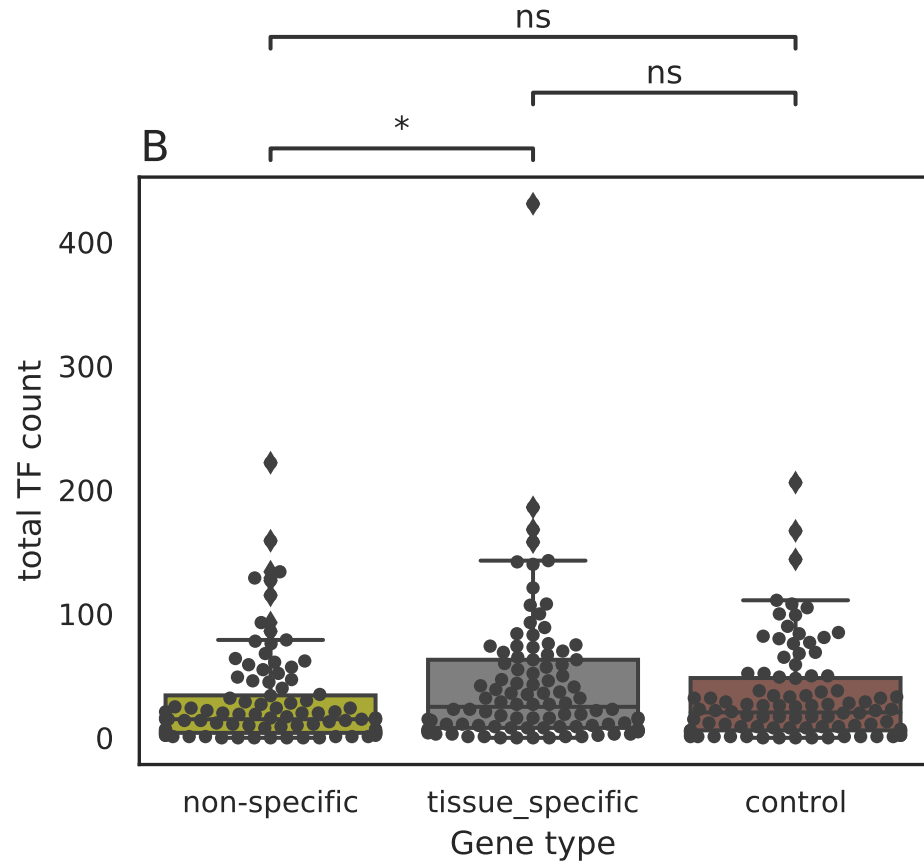 ns
ns
*
B
400
300
200
100
0
total TF count
non-specific
tissue_specific
control
Gene type